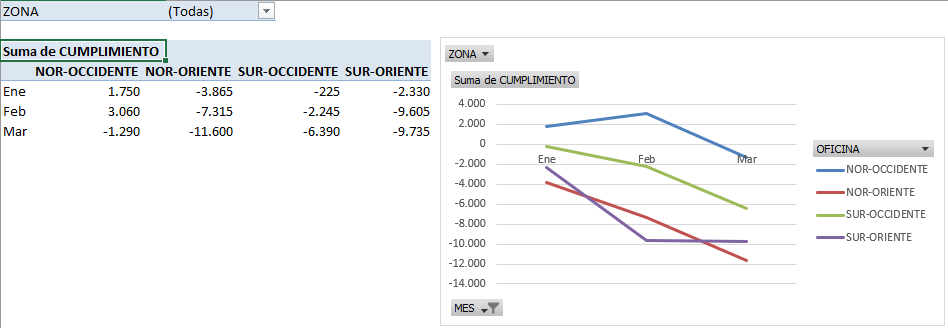 ZONA (Todas)
Suma de CUMPLIMIENTO
NOR-OCCIDENTE NOR-ORIENTE SUR-OCCIDENTE SUR-ORIENTE
Ene 1.750 -3.865 -225 -2.330
Feb 3.060 -7.315 -2.245 -9.605
Mar -1.290 -11.600 -6.390 -9.735
ZONA
Suma de CUMPLIMIENTO
4.000
2.000
0
-2.000
-4.000
-6.000
-8.000
-10.000
-12.000
-14.000
Ene Feb Mar
OFICINA
NOR-OCCIDENTE
NOR-ORIENTE
SUR-OCCIDENTE
SUR-ORIENTE
MES